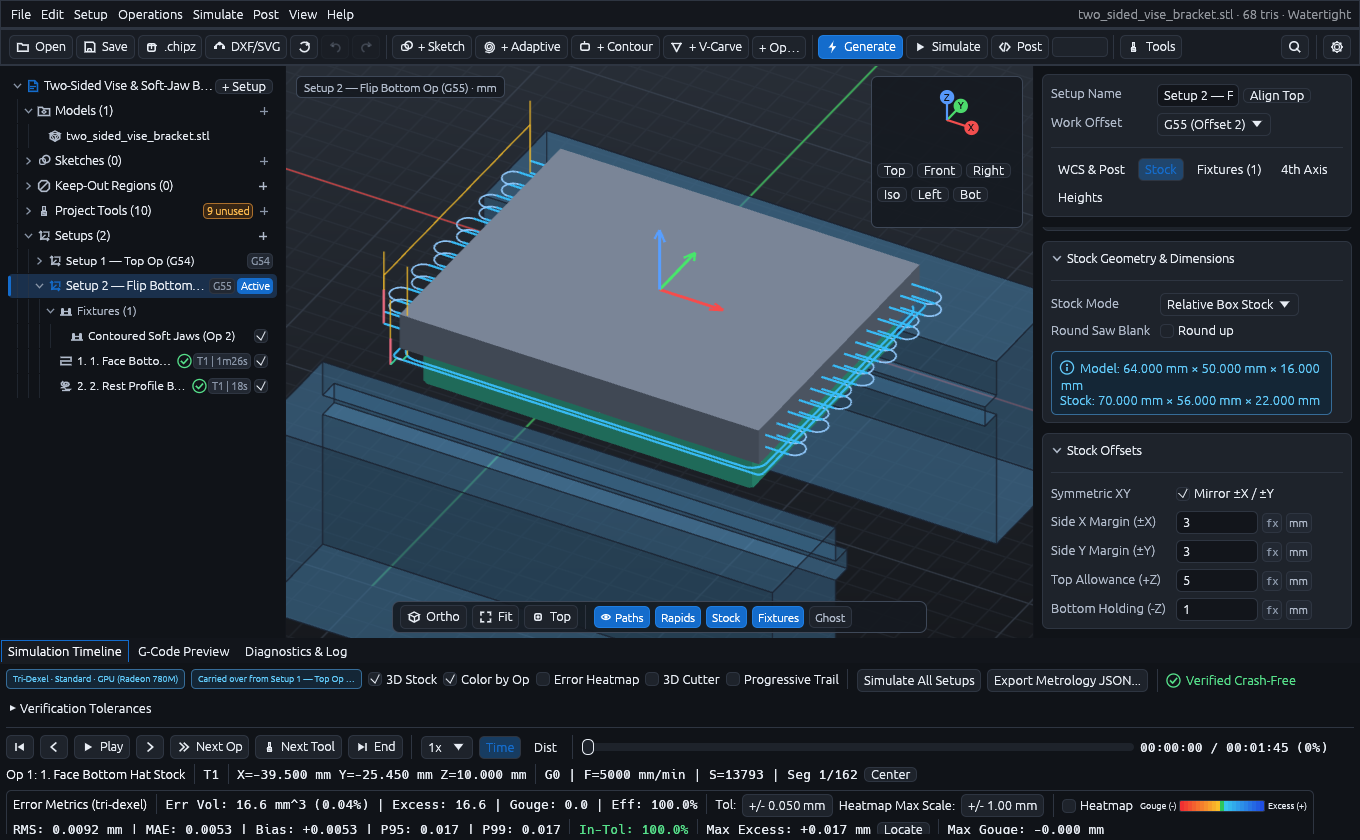 File Edit Setup Operations Simulate Post View Help
two_sided_vise_bracket.stl · 68 tris · Watertight
Open Save .chipz DXF/SVG + Sketch + Adaptive + Contour + V-Carve + Op... Generate Simulate Post Tools
Two-Sided Vise & Soft-Jaw B... + Setup
Models (1) +
two_sided_vise_bracket.stl
Sketches (0) +
Keep-Out Regions (0) +
Project Tools (10) 9 unused +
Setups (2) +
Setup 1 — Top Op (G54) G54
Setup 2 — Flip Bottom... G55 Active
Fixtures (1)
Contoured Soft Jaws (Op 2)
1. 1. Face Botto... T1 | 1m26s
2. 2. Rest Profile B... T1 | 18s
Setup 2 — Flip Bottom Op (G55) · mm
Z
Y
X
Top Front Right
Iso Left Bot
Ortho Fit Top Paths Rapids Stock Fixtures Ghost
Setup Name Setup 2 — F Align Top
Work Offset G55 (Offset 2)
WCS & Post Stock Fixtures (1) 4th Axis
Heights
Stock Geometry & Dimensions
Stock Mode Relative Box Stock
Round Saw Blank Round up
Model: 64.000 mm × 50.000 mm × 16.000
mm
Stock: 70.000 mm × 56.000 mm × 22.000 mm
Stock Offsets
Symmetric XY Mirror ±X / ±Y
Side X Margin (±X) 3 fx mm
Side Y Margin (±Y) 3 fx mm
Top Allowance (+Z) 5 fx mm
Bottom Holding (-Z) 1 fx mm
Simulation Timeline G-Code Preview Diagnostics & Log
Tri-Dexel · Standard · GPU (Radeon 780M) Carried over from Setup 1 — Top Op ... 3D Stock Color by Op Error Heatmap 3D Cutter Progressive Trail Simulate All Setups Export Metrology JSON... Verified Crash-Free
Verification Tolerances
Play Next Op Next Tool End 1x Time Dist 00:00:00 / 00:01:45 (0%)
Op 1: 1. Face Bottom Hat Stock T1 X=-39.500 mm Y=-25.450 mm Z=10.000 mm G0 | F=5000 mm/min | S=13793 | Seg 1/162 Center
Error Metrics (tri-dexel) Err Vol: 16.6 mm^3 (0.04%) | Excess: 16.6 | Gouge: 0.0 | Eff: 100.0% Tol: +/- 0.050 mm Heatmap Max Scale: +/- 1.00 mm Heatmap Gouge (-) Excess (+)
RMS: 0.0092 mm | MAE: 0.0053 | Bias: +0.0053 | P95: 0.017 | P99: 0.017 In-Tol: 100.0% Max Excess: +0.017 mm Locate Max Gouge: -0.000 mm